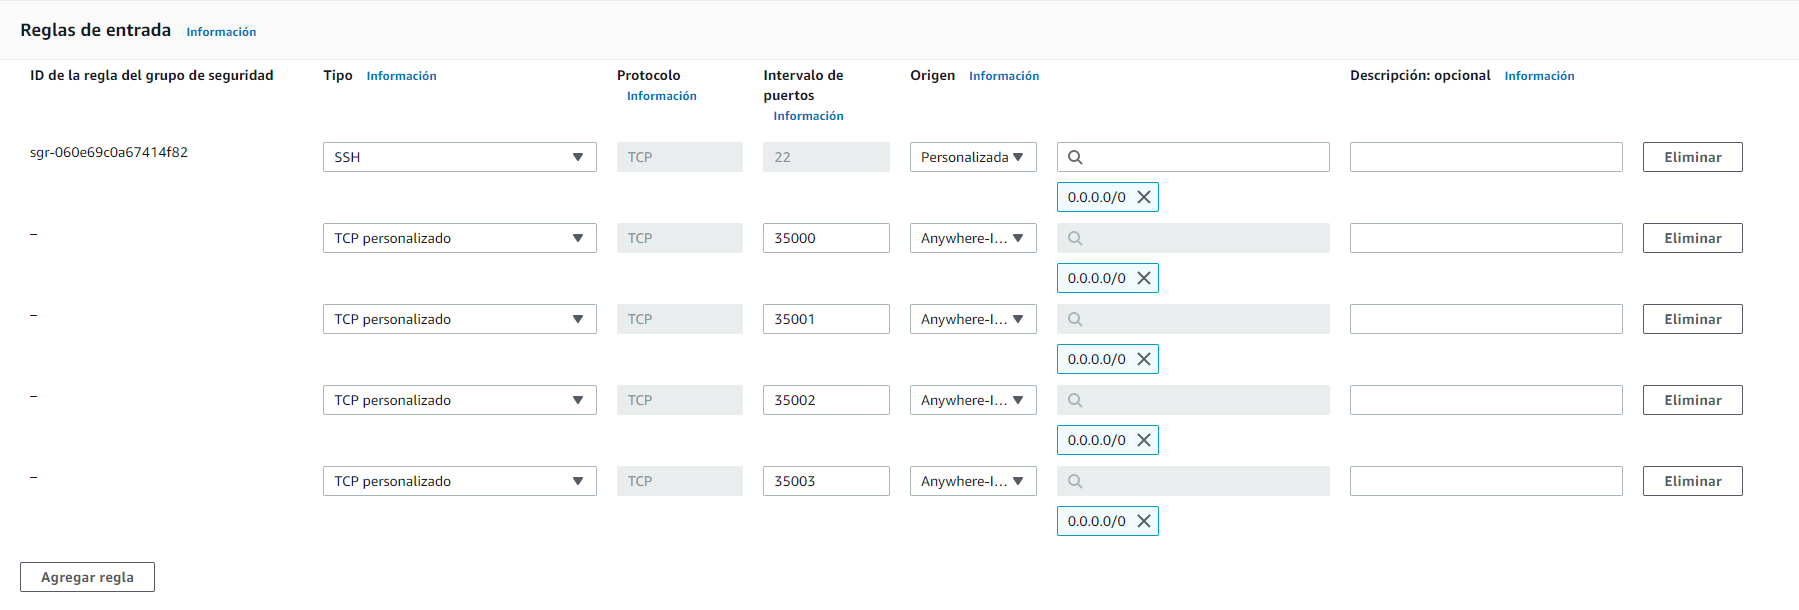 Reglas de entrada Información
ID de la regla del grupo de seguridad Tipo Información Protocolo Información Intervalo de puertos Información Origen Información Descripción: opcional Información
sgr-060e69c0a67414f82 SSH TCP 22 Personalizada Eliminar
0.0.0.0/0
– TCP personalizado TCP 35000 Anywhere-I... Eliminar
0.0.0.0/0
– TCP personalizado TCP 35001 Anywhere-I... Eliminar
0.0.0.0/0
– TCP personalizado TCP 35002 Anywhere-I... Eliminar
0.0.0.0/0
– TCP personalizado TCP 35003 Anywhere-I... Eliminar
0.0.0.0/0
Agregar regla